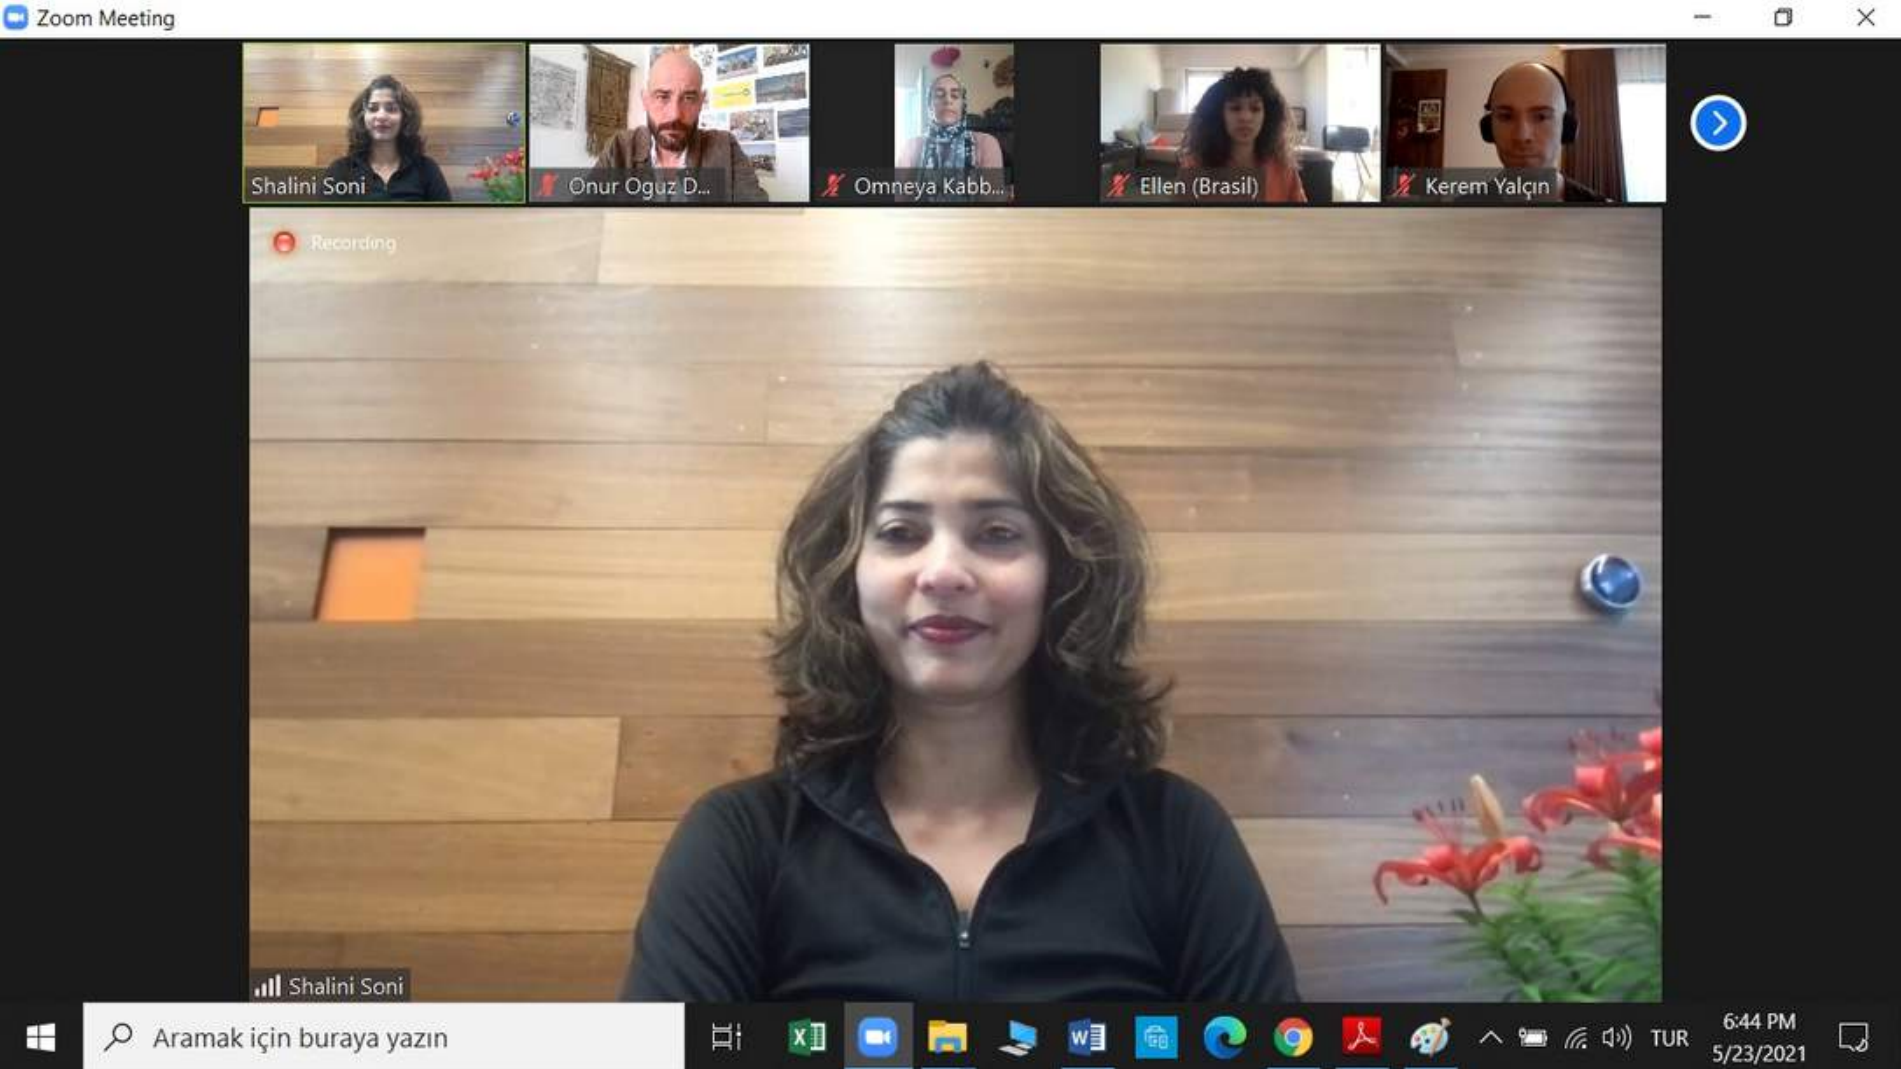 Zoom Meeting
Shalini Soni
Onur Oguz D...
Omneya Kabb...
Ellen (Brasil)
Kerem Yalçın
Recording
Shalini Soni
Aramak için buraya yazın
TUR
6:44 PM
5/23/2021